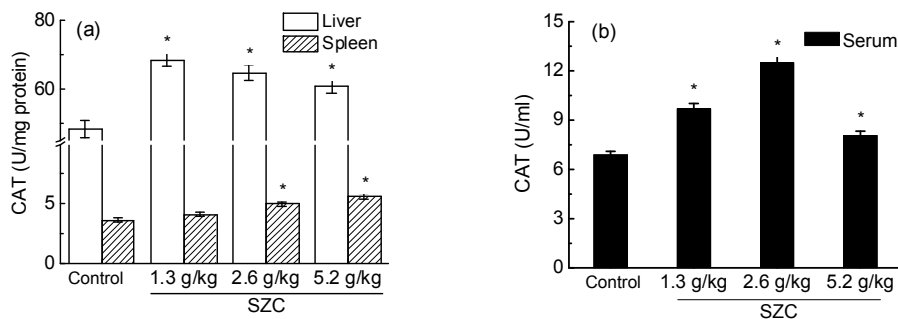 (a)
Liver
Spleen
CAT (U/mg protein)
80
60
5
0
* * *
* *
Control 1.3 g/kg 2.6 g/kg 5.2 g/kg
SZC
(b)
Serum
CAT (U/ml)
15
12
9
6
3
0
* * *
Control 1.3 g/kg 2.6 g/kg 5.2 g/kg
SZC